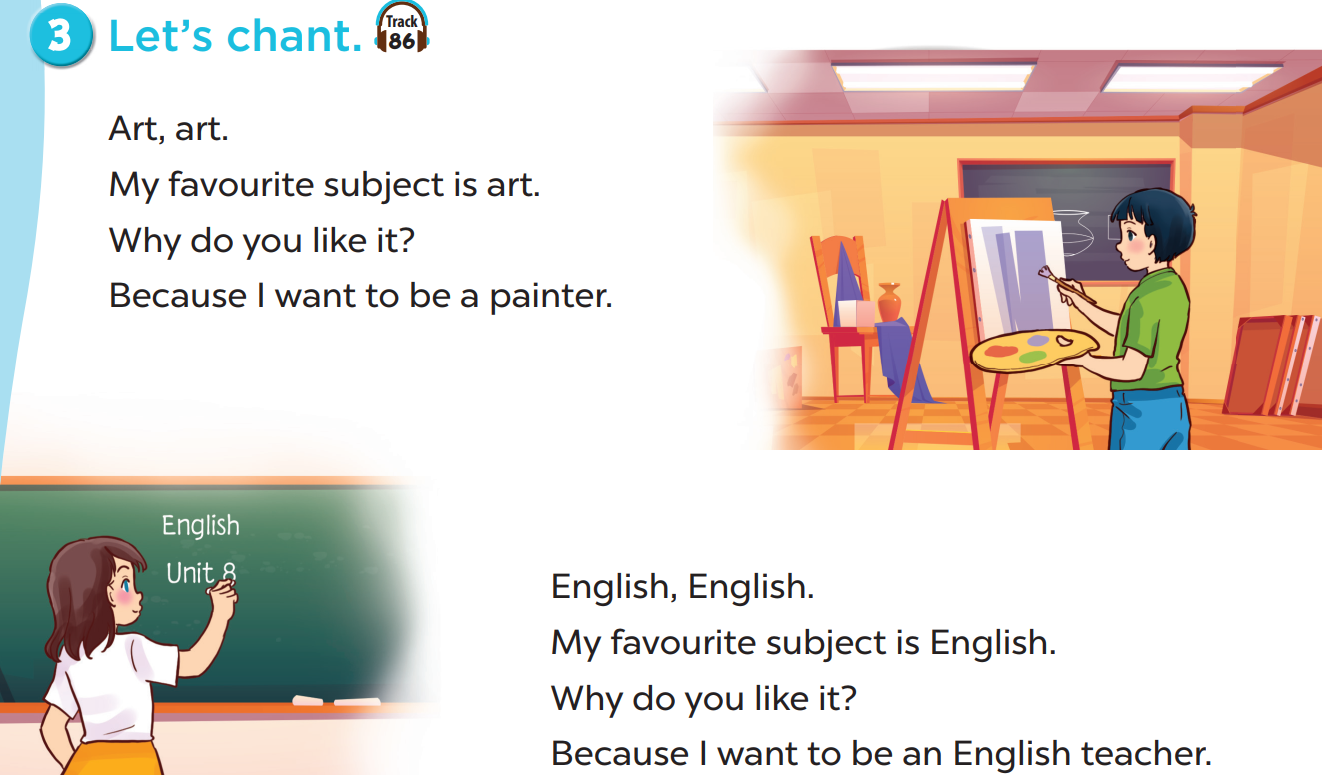 3 Let's chant. Track 86
Art, art.
My favourite subject is art.
Why do you like it?
Because I want to be a painter.
English
Unit 8
English, English.
My favourite subject is English.
Why do you like it?
Because I want to be an English teacher.